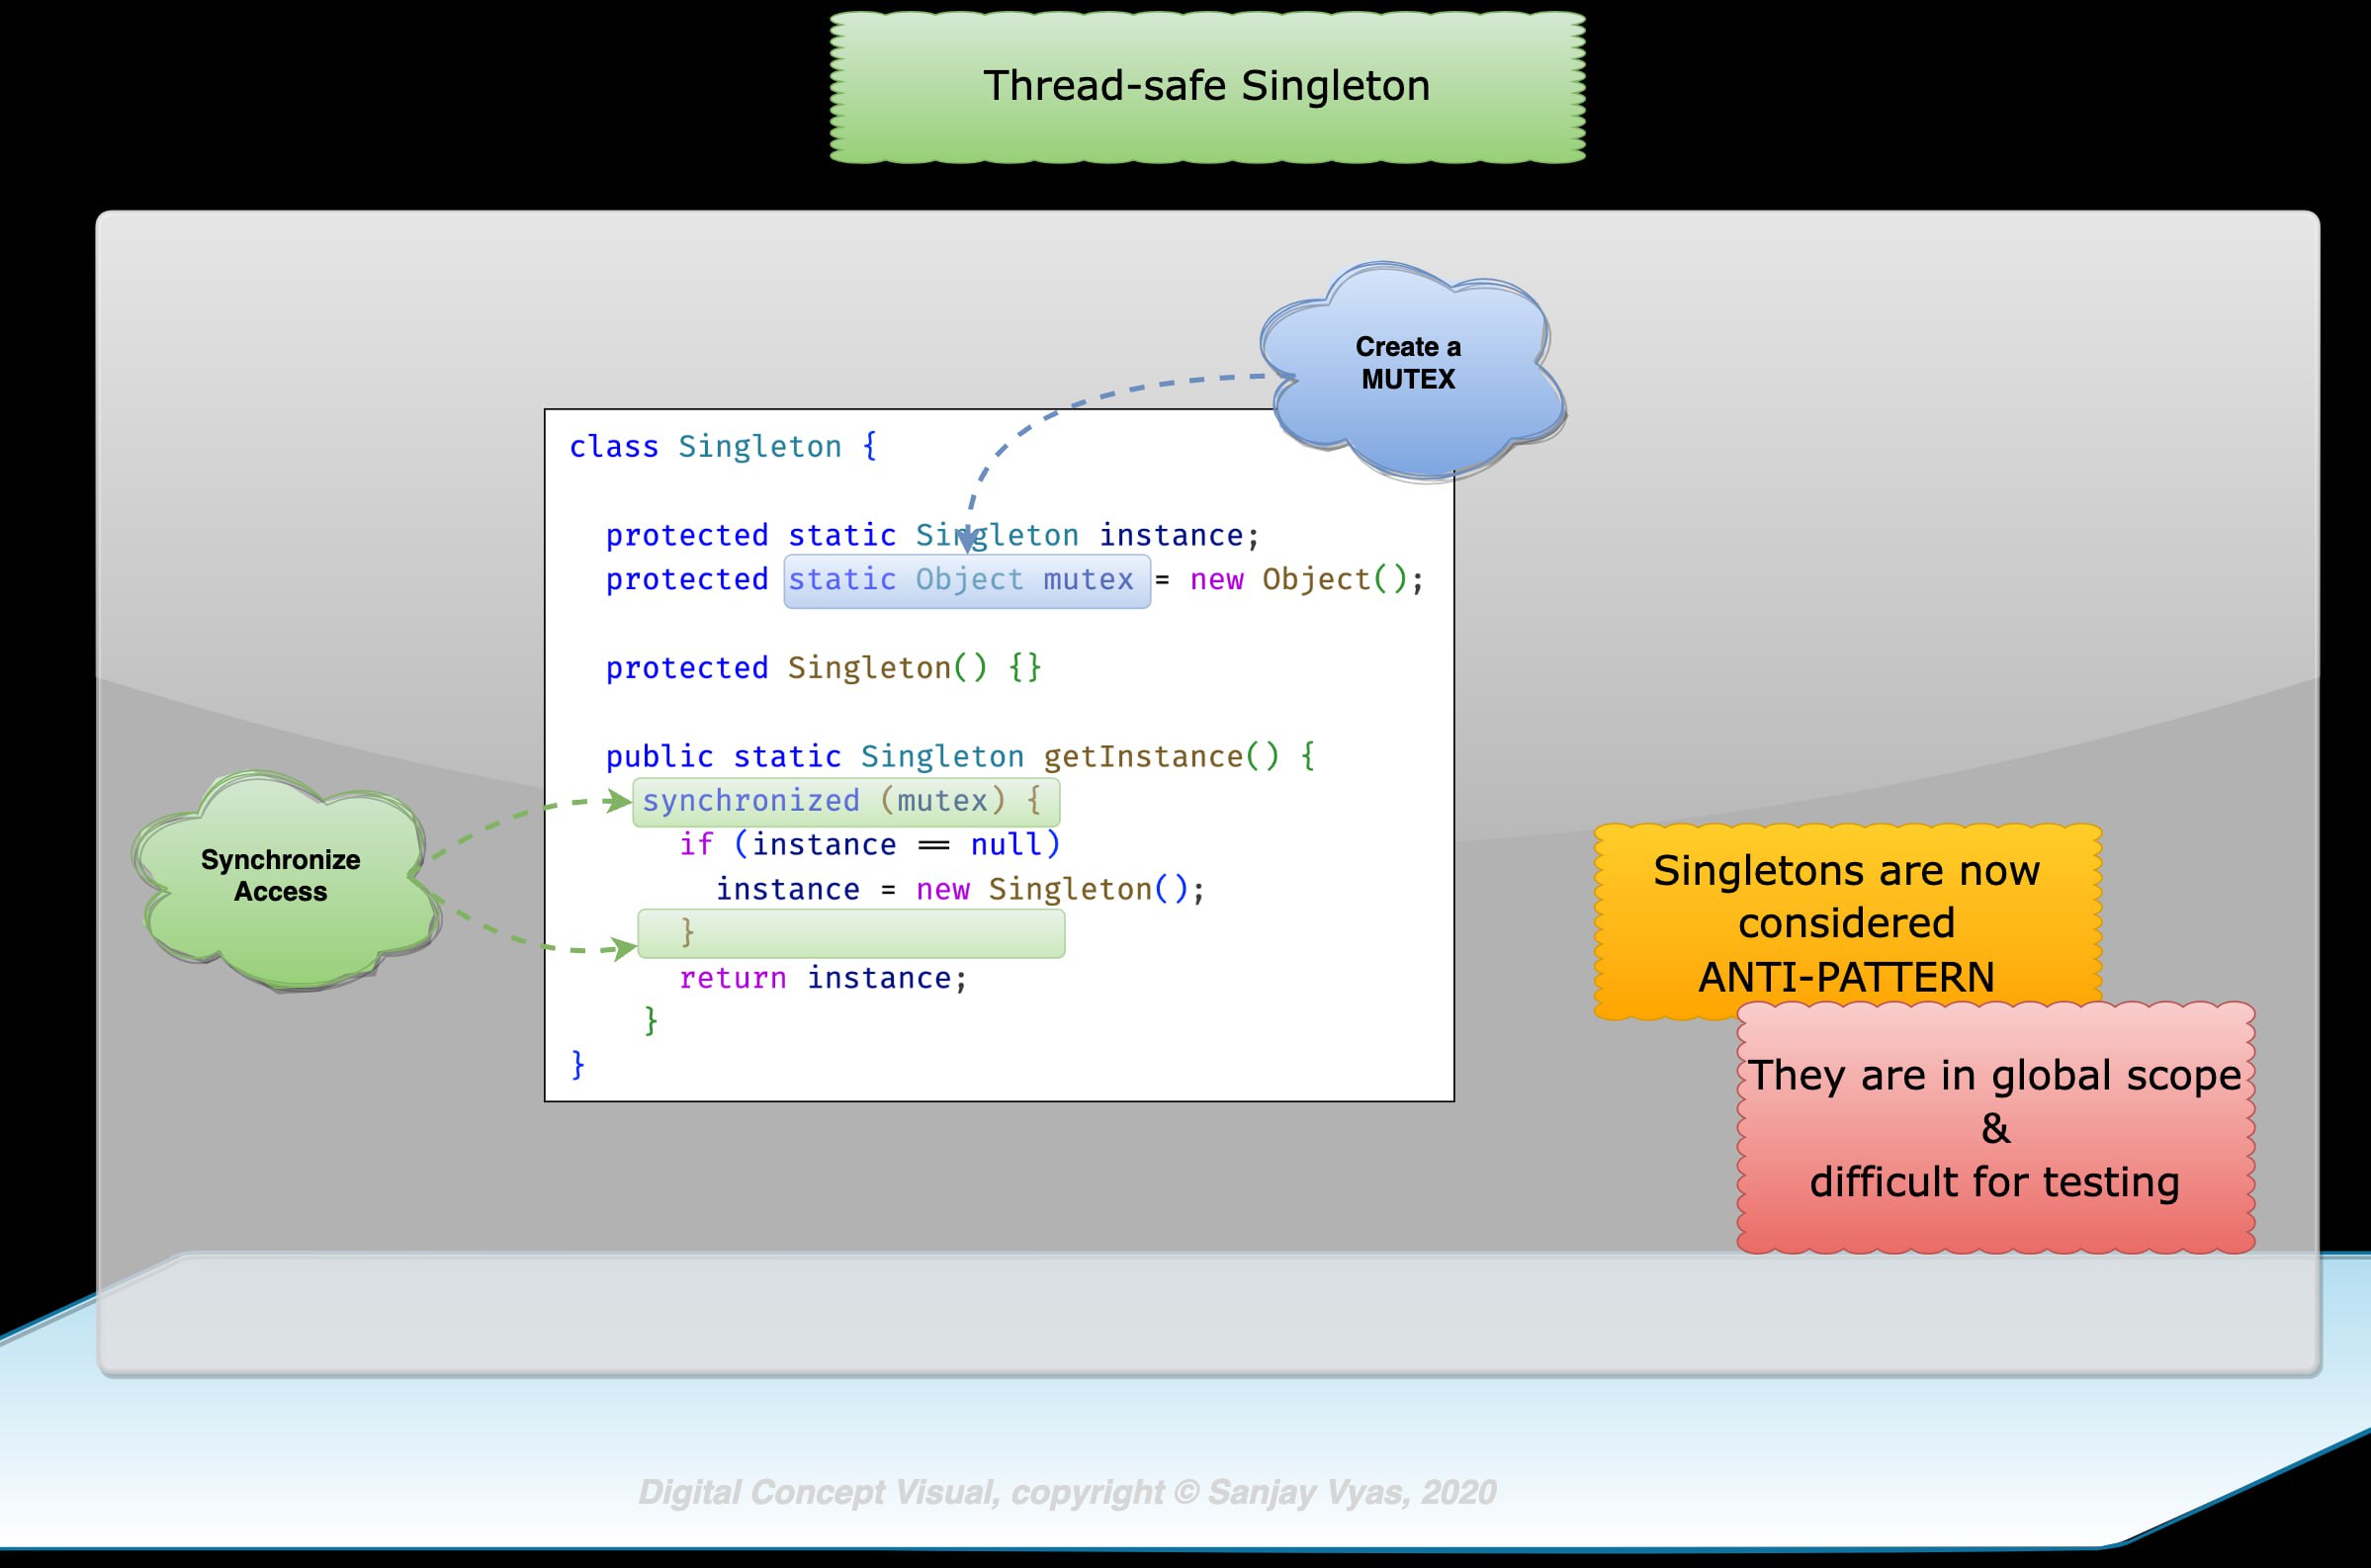 Thread-safe Singleton
Create a
MUTEX
class Singleton {
protected static Singleton instance;
protected static Object mutex = new Object();
protected Singleton() {}
public static Singleton getInstance() {
synchronized (mutex) {
if (instance == null)
instance = new Singleton();
}
return instance;
}
}
Synchronize
Access
Singletons are now
considered
ANTI-PATTERN
They are in global scope
&
difficult for testing
Digital Concept Visual, copyright © Sanjay Vyas, 2020